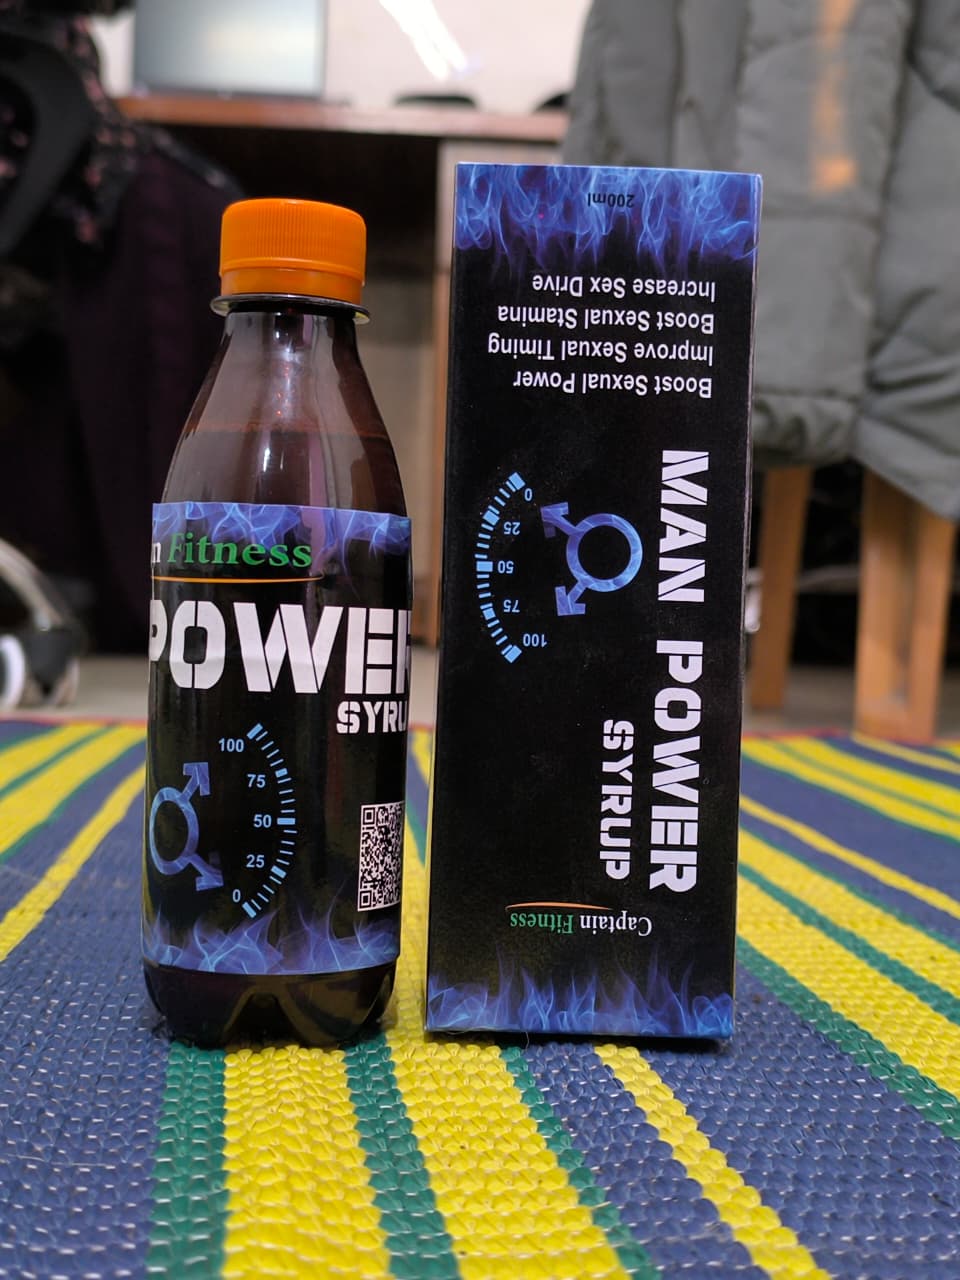 n Fitness
POWER
SYRU
100
75
50
25
0
200ml
Increase Sex Drive
Boost Sexual Stamina
Improve Sexual Timing
Boost Sexual Power
MAN POWER
SYRUP
0
25
50
75
100
Captain Fitness